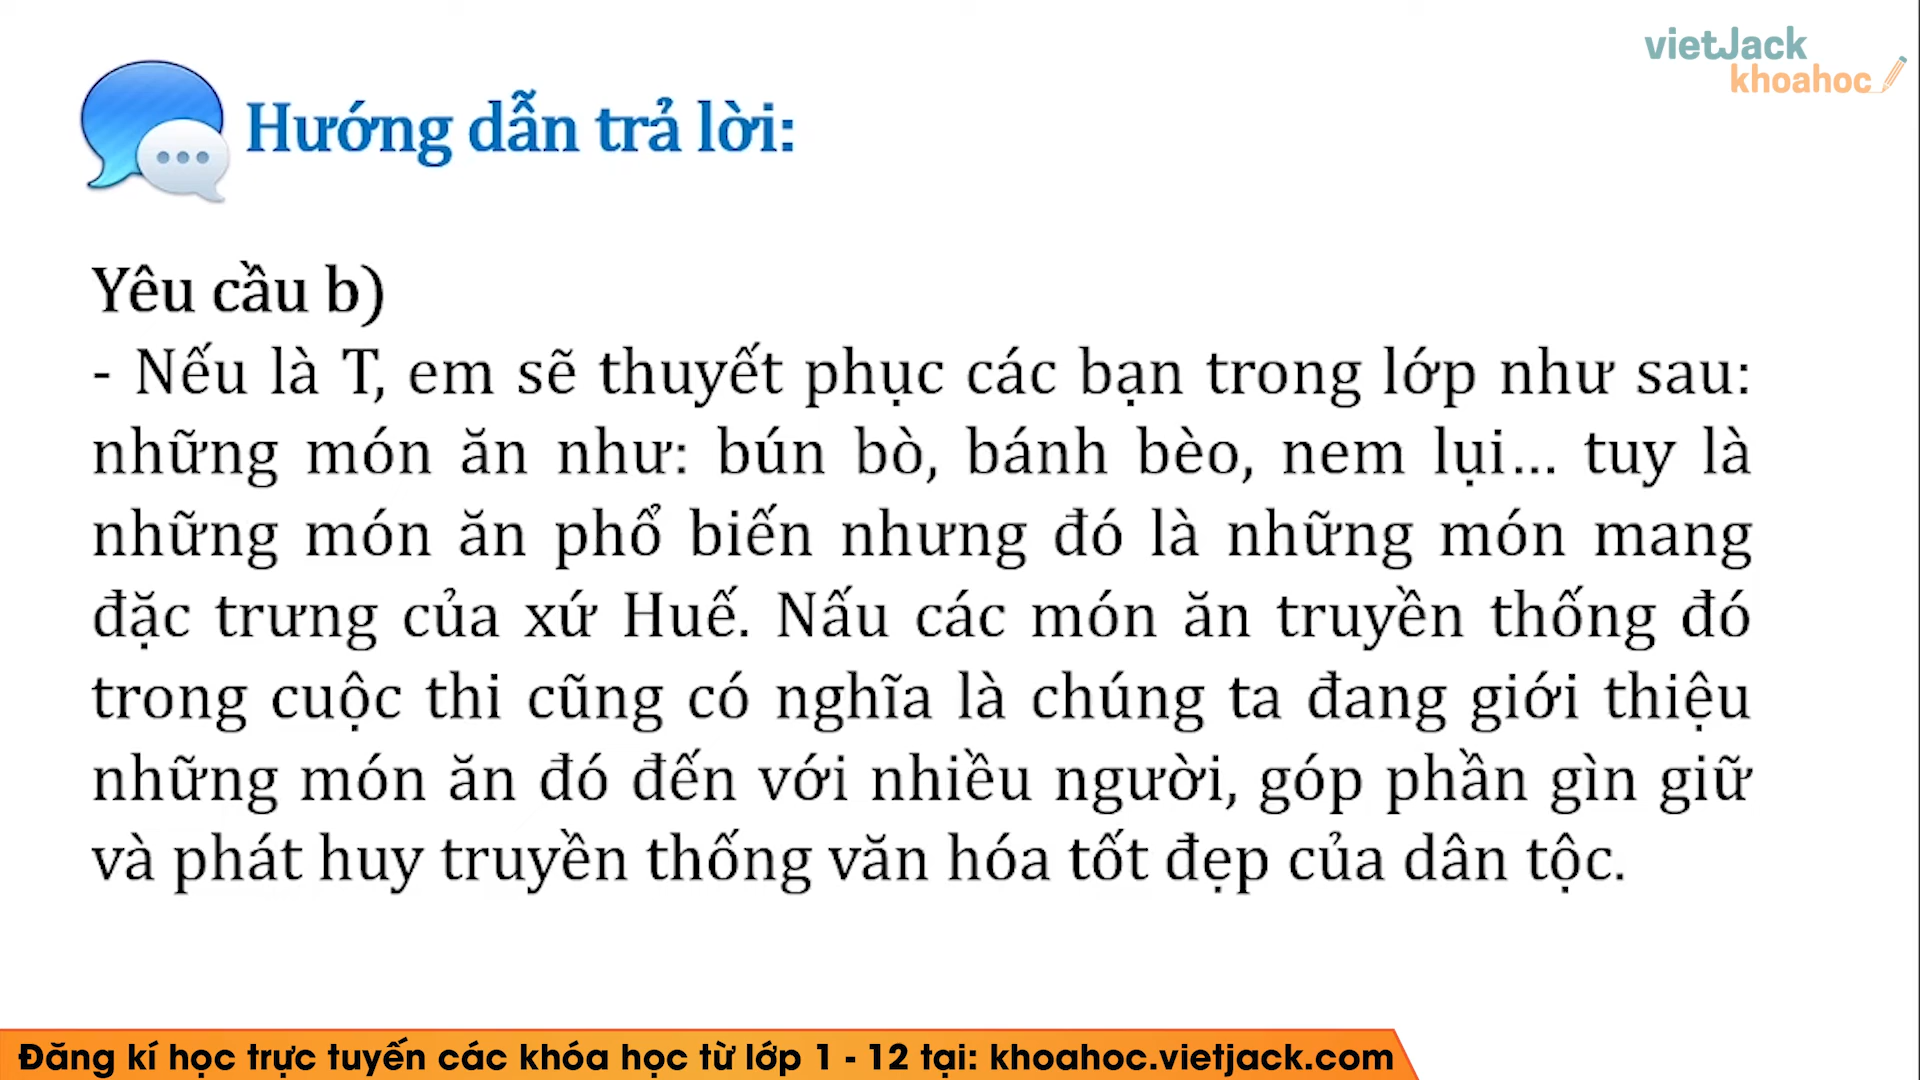 vietJack
khoahoc
Hướng dẫn trả lời:
Yêu cầu b)
- Nếu là T, em sẽ thuyết phục các bạn trong lớp như sau:
những món ăn như: bún bò, bánh bèo, nem lụi... tuy là
những món ăn phổ biến nhưng đó là những món mang
đặc trưng của xứ Huế. Nấu các món ăn truyền thống đó
trong cuộc thi cũng có nghĩa là chúng ta đang giới thiệu
những món ăn đó đến với nhiều người, góp phần gìn giữ
và phát huy truyền thống văn hóa tốt đẹp của dân tộc.
Đăng kí học trực tuyến các khóa học từ lớp 1 - 12 tại: khoahoc.vietjack.com